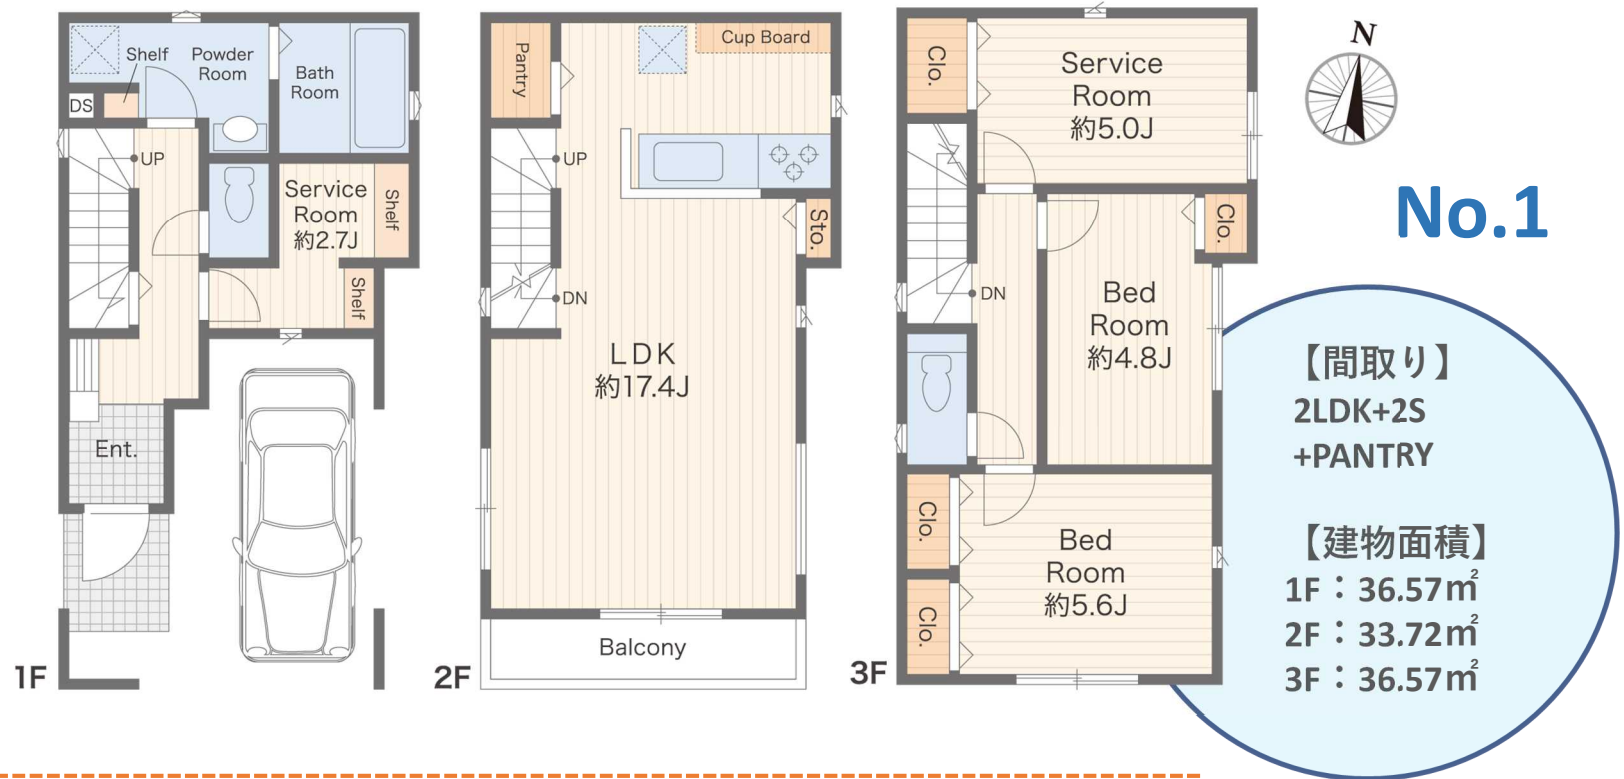 Shelf
Powder
Room
Bath
Room
DS
UP
Service
Room
約2.7J
Shelf
Shelf
Ent.
1F
Pantry
Cup Board
UP
Sto.
DN
LDK
約17.4J
Balcony
2F
Clo.
Service
Room
約5.0J
Clo.
DN
Bed
Room
約4.8J
Clo.
Bed
Room
約5.6J
Clo.
3F
N
No.1
【間取り】
2LDK+2S
+PANTRY
【建物面積】
1F：36.57㎡
2F：33.72㎡
3F：36.57㎡